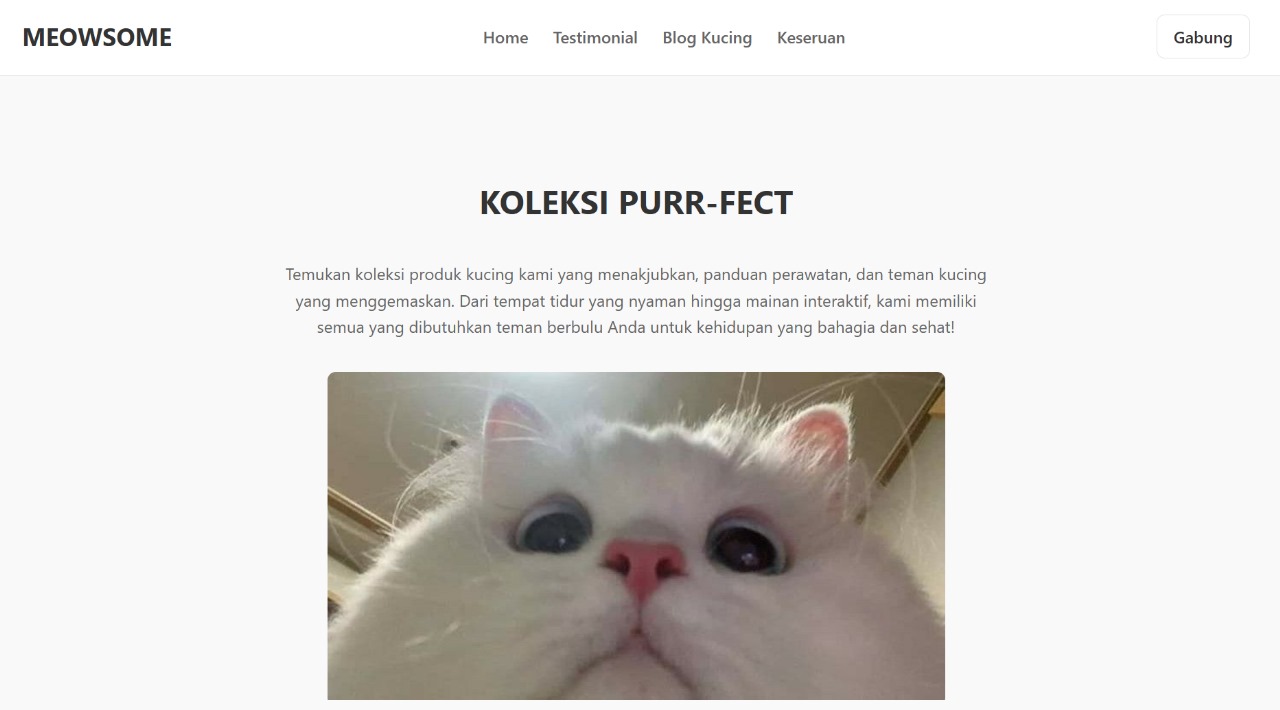 MEOWSOME
Home
Testimonial
Blog Kucing
Keseruan
Gabung
KOLEKSI PURR-FECT
Temukan koleksi produk kucing kami yang menakjubkan, panduan perawatan, dan teman kucing
yang menggemaskan. Dari tempat tidur yang nyaman hingga mainan interaktif, kami memiliki
semua yang dibutuhkan teman berbulu Anda untuk kehidupan yang bahagia dan sehat!